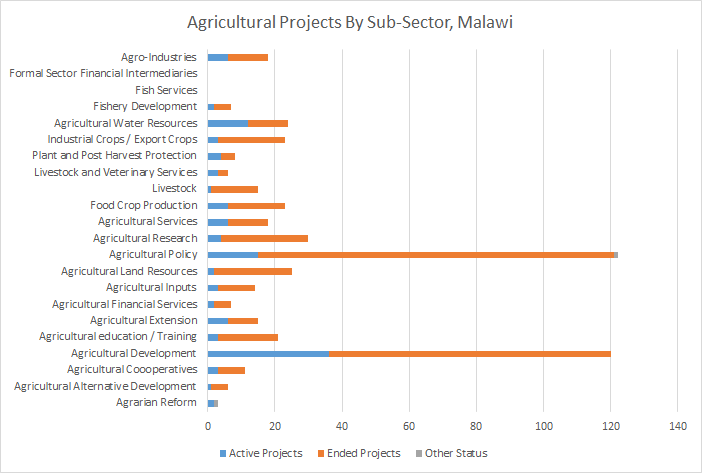 Agricultural Projects By Sub-Sector, Malawi
Agro-Industries
Formal Sector Financial Intermediaries
Fish Services
Fishery Development
Agricultural Water Resources
Industrial Crops / Export Crops
Plant and Post Harvest Protection
Livestock and Veterinary Services
Livestock
Food Crop Production
Agricultural Services
Agricultural Research
Agricultural Policy
Agricultural Land Resources
Agricultural Inputs
Agricultural Financial Services
Agricultural Extension
Agricultural education / Training
Agricultural Development
Agricultural Coooperatives
Agricultural Alternative Development
Agrarian Reform
0 20 40 60 80 100 120 140
Active Projects Ended Projects Other Status